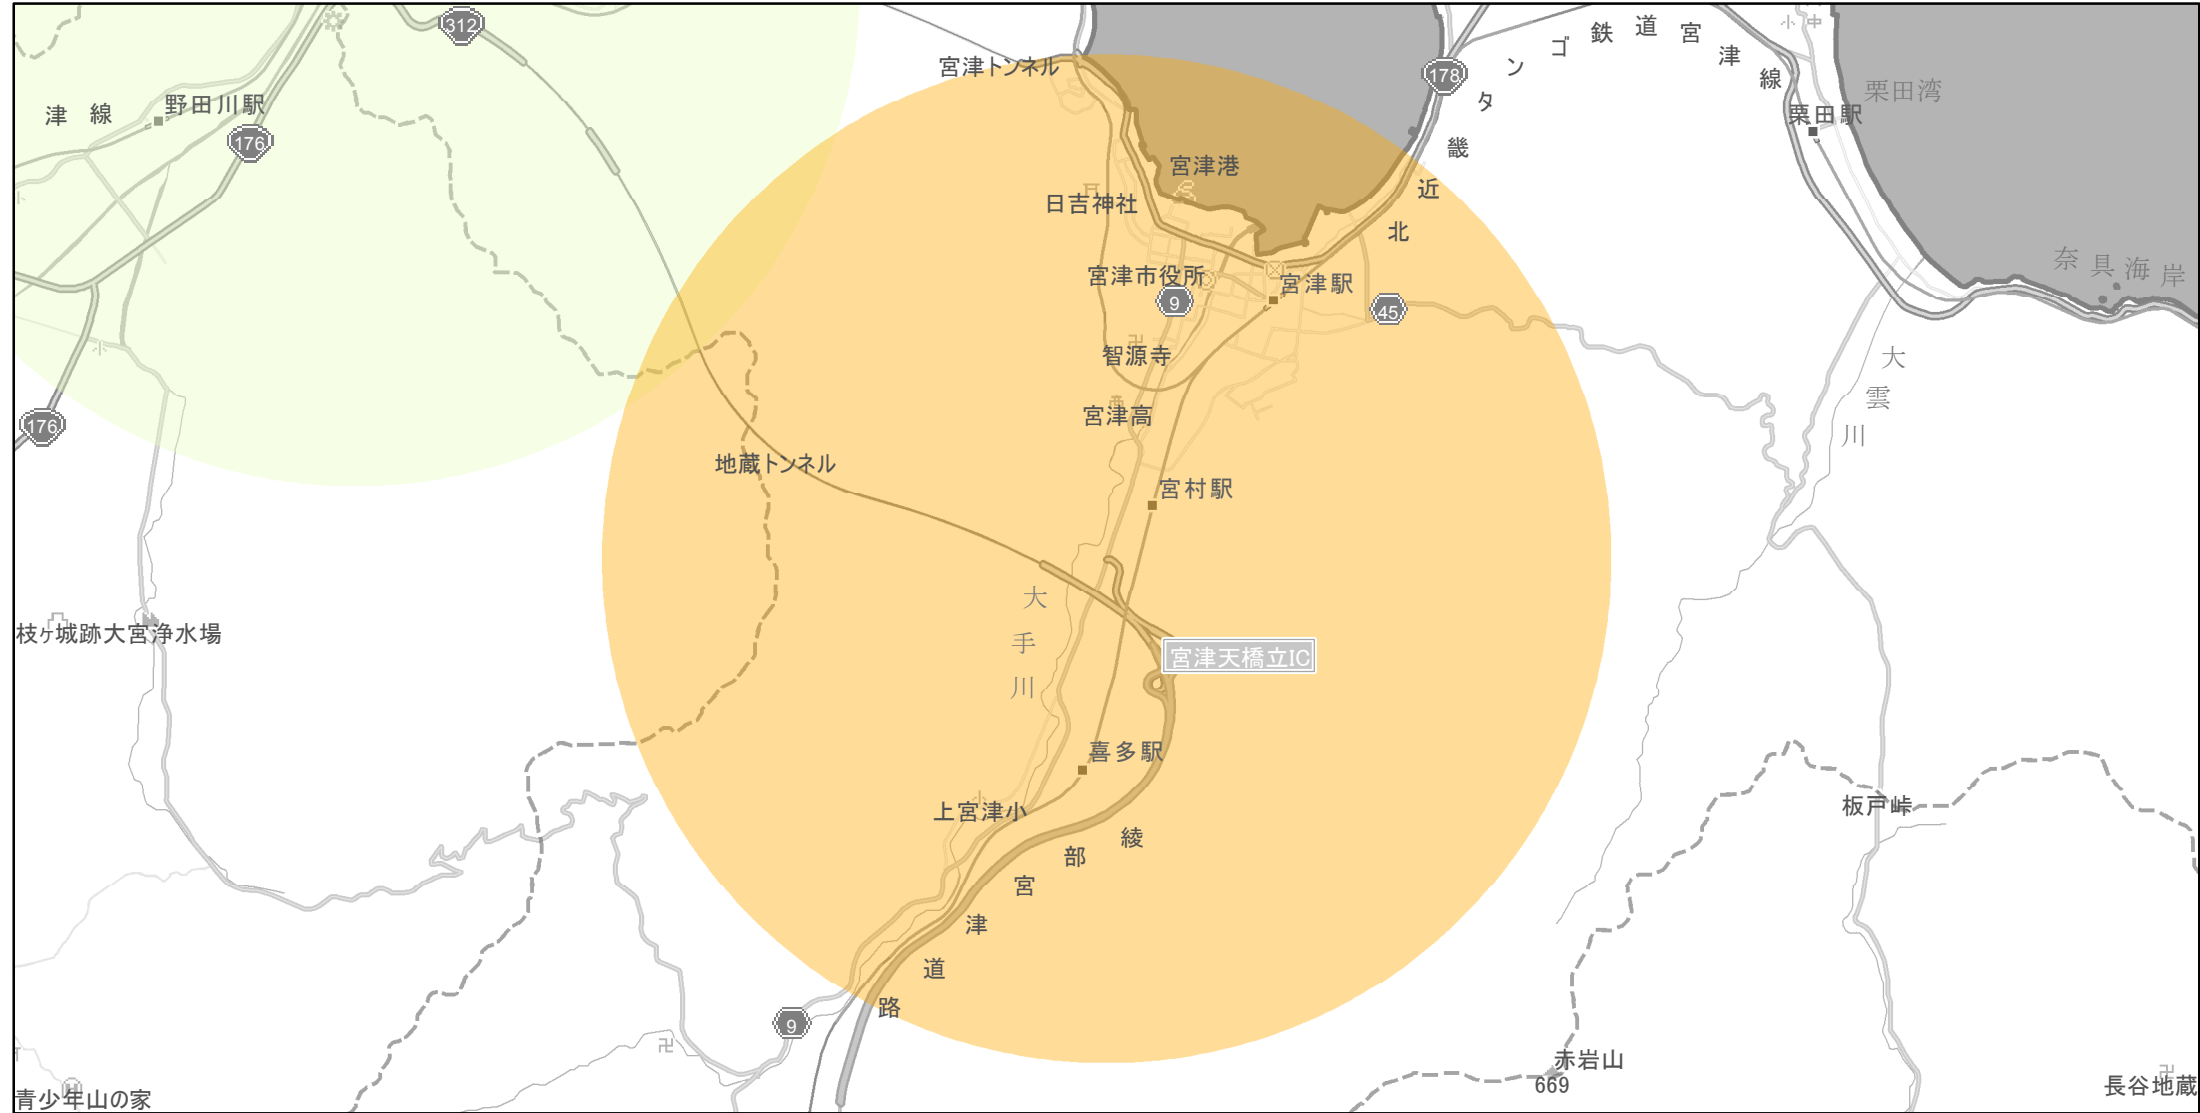 312
宮津トンネル
178
北近畿タンゴ鉄道宮津線
小
中
栗田湾
津線
野田川駅
176
栗田駅
宮津港
日吉神社
宮津市役所
9
宮津駅
45
奈具海岸
智源寺
大雲川
小
176
宮津高
地蔵トンネル
宮村駅
枝ヶ城跡
大宮浄水場
大手川
宮津天橋立IC
喜多駅
上宮津小
板戸峠
綾部宮津道路
9
赤岩山
669
青少年山の家
長谷地蔵